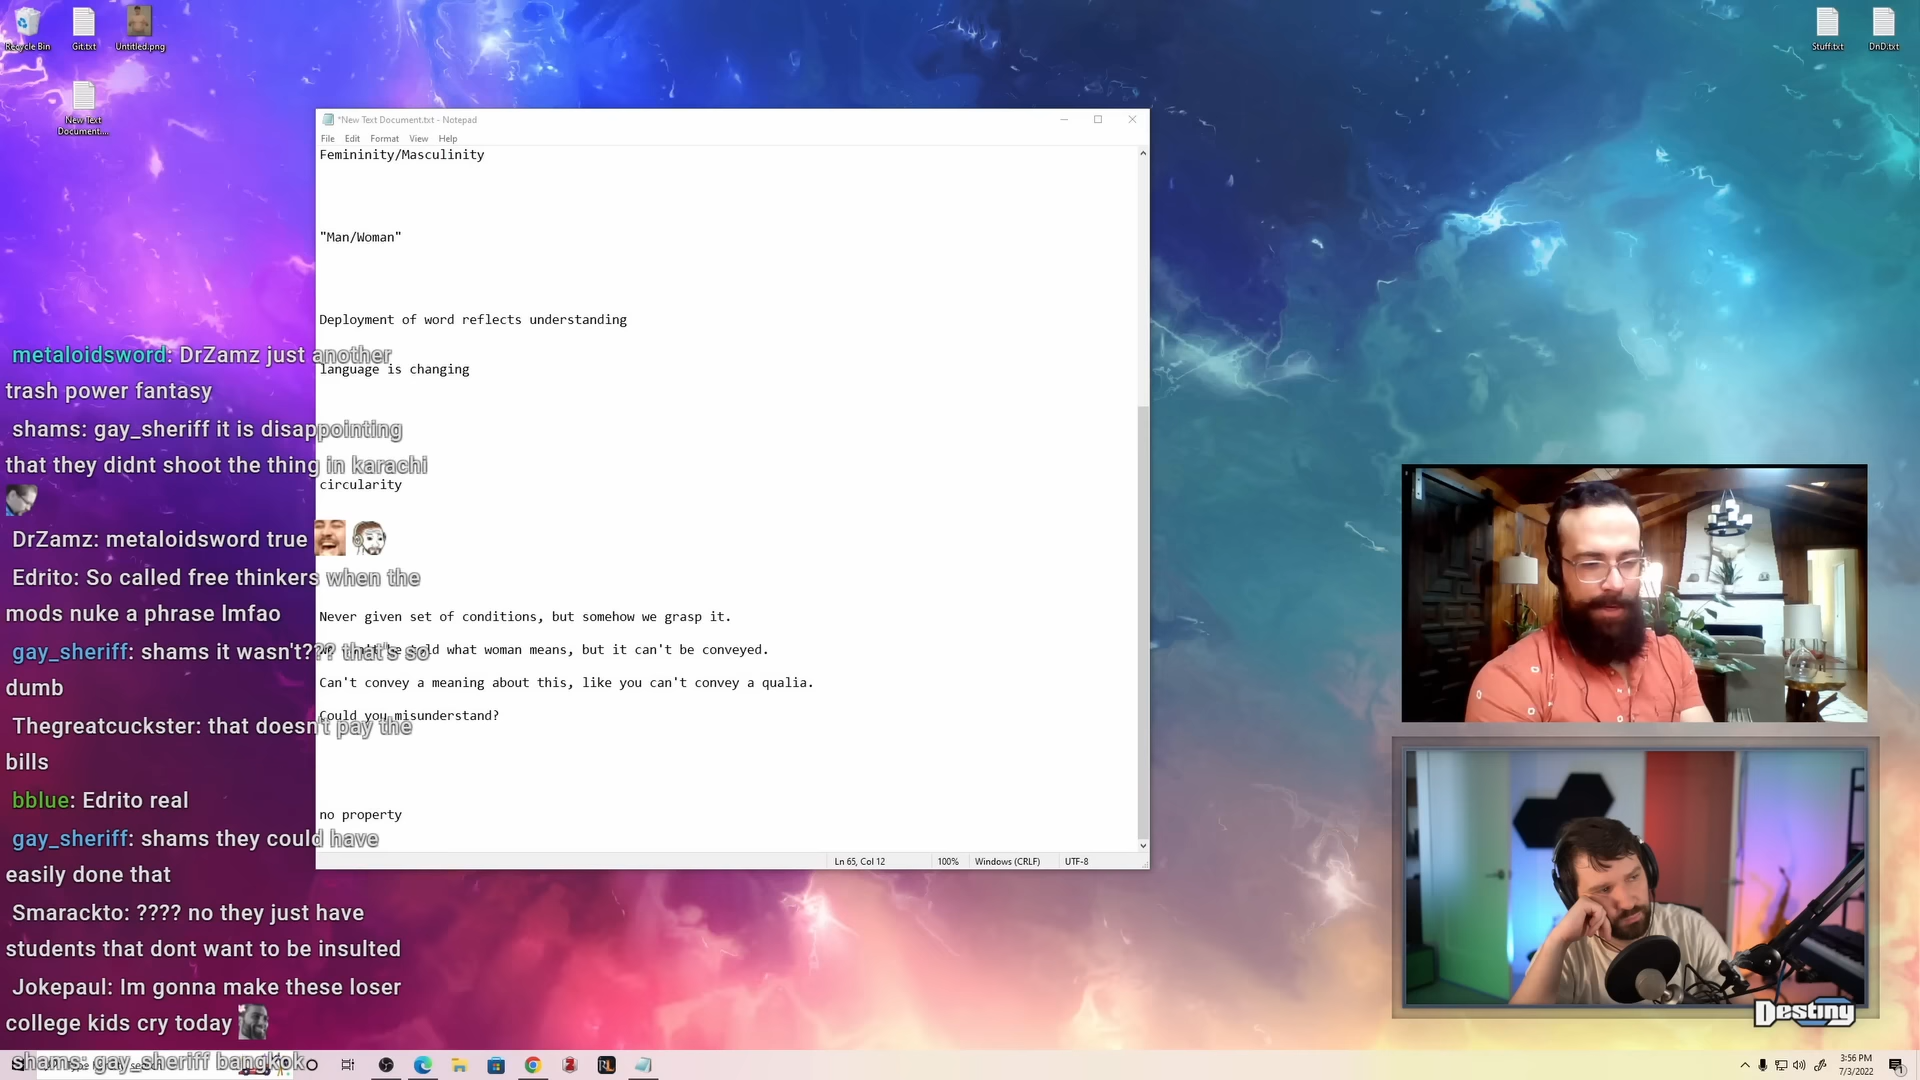 Recycle Bin
Git.txt
Untitled.png
New Text
Document....
Stuff.txt
DnD.txt
*New Text Document.txt - Notepad
File Edit Format View Help
Femininity/Masculinity
"Man/Woman"
Deployment of word reflects understanding
language is changing
circularity
Never given set of conditions, but somehow we grasp it.
what woman means, but it can't be conveyed.
Can't convey a meaning about this, like you can't convey a qualia.
Could you misunderstand?
no property
Ln 65, Col 12
100%
Windows (CRLF)
UTF-8
metaloidsword: DrZamz just another
trash power fantasy
shams: gay_sheriff it is disappointing
that they didnt shoot the thing in karachi
DrZamz: metaloidsword true
Edrito: So called free thinkers when the
mods nuke a phrase lmfao
gay_sheriff: shams it wasn't??? that's so
dumb
Thegreatcuckster: that doesn't pay the
bills
bblue: Edrito real
gay_sheriff: shams they could have
easily done that
Smarackto: ???? no they just have
students that dont want to be insulted
Jokepaul: Im gonna make these loser
college kids cry today
shams: gay_sheriff bangkok
Destiny
3:56 PM
7/3/2022